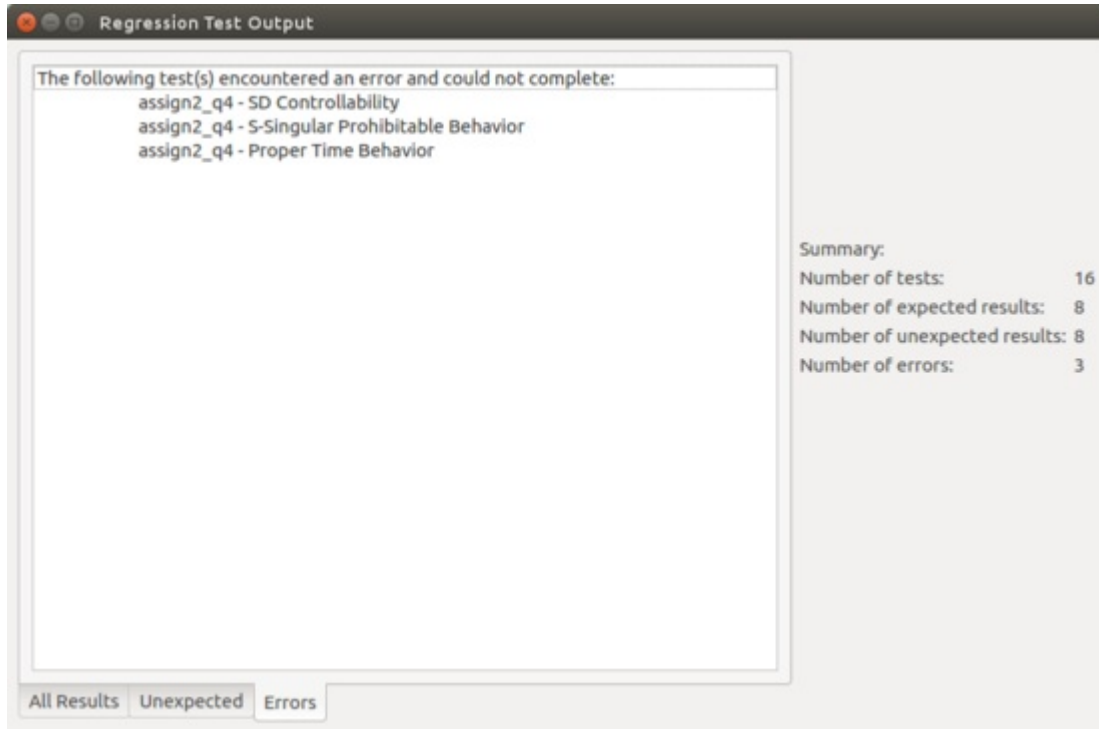 Regression Test Output
The following test(s) encountered an error and could not complete:
assign2_q4 - SD Controllability
assign2_q4 - S-Singular Prohibitable Behavior
assign2_q4 - Proper Time Behavior
Summary:
Number of tests: 16
Number of expected results: 8
Number of unexpected results: 8
Number of errors: 3
All Results Unexpected Errors